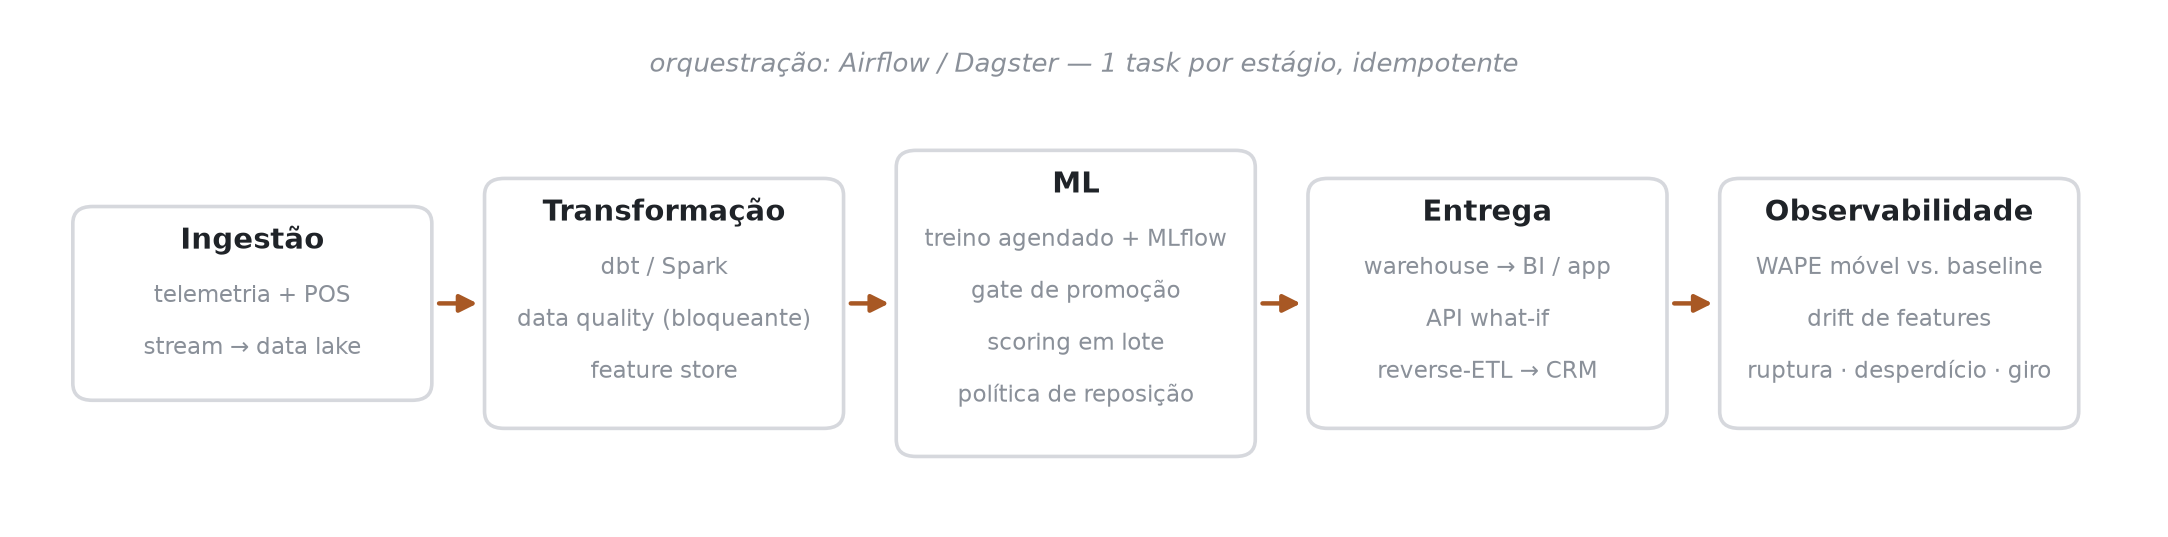 orquestração: Airflow / Dagster — 1 task por estágio, idempotente
Ingestão
telemetria + POS
stream → data lake
Transformação
dbt / Spark
data quality (bloqueante)
feature store
ML
treino agendado + MLflow
gate de promoção
scoring em lote
política de reposição
Entrega
warehouse → BI / app
API what-if
reverse-ETL → CRM
Observabilidade
WAPE móvel vs. baseline
drift de features
ruptura · desperdício · giro